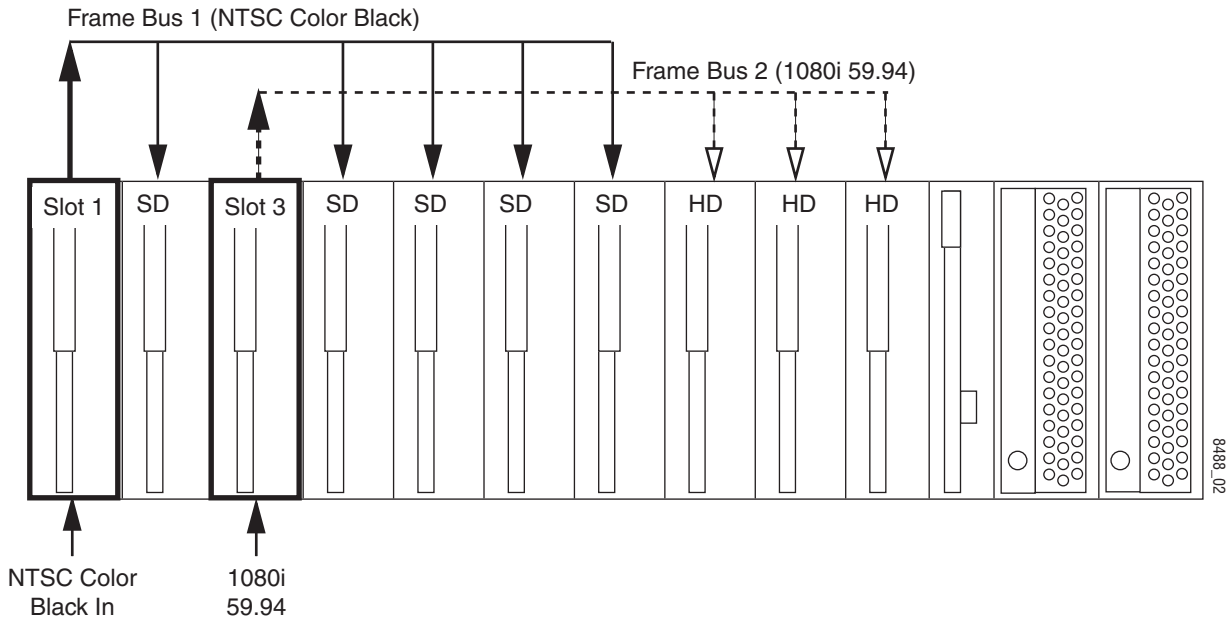 Frame Bus 1 (NTSC Color Black)
Frame Bus 2 (1080i 59.94)
Slot 1
SD
Slot 3
SD
SD
SD
SD
HD
HD
HD
8488_02
NTSC Color
Black In
1080i
59.94